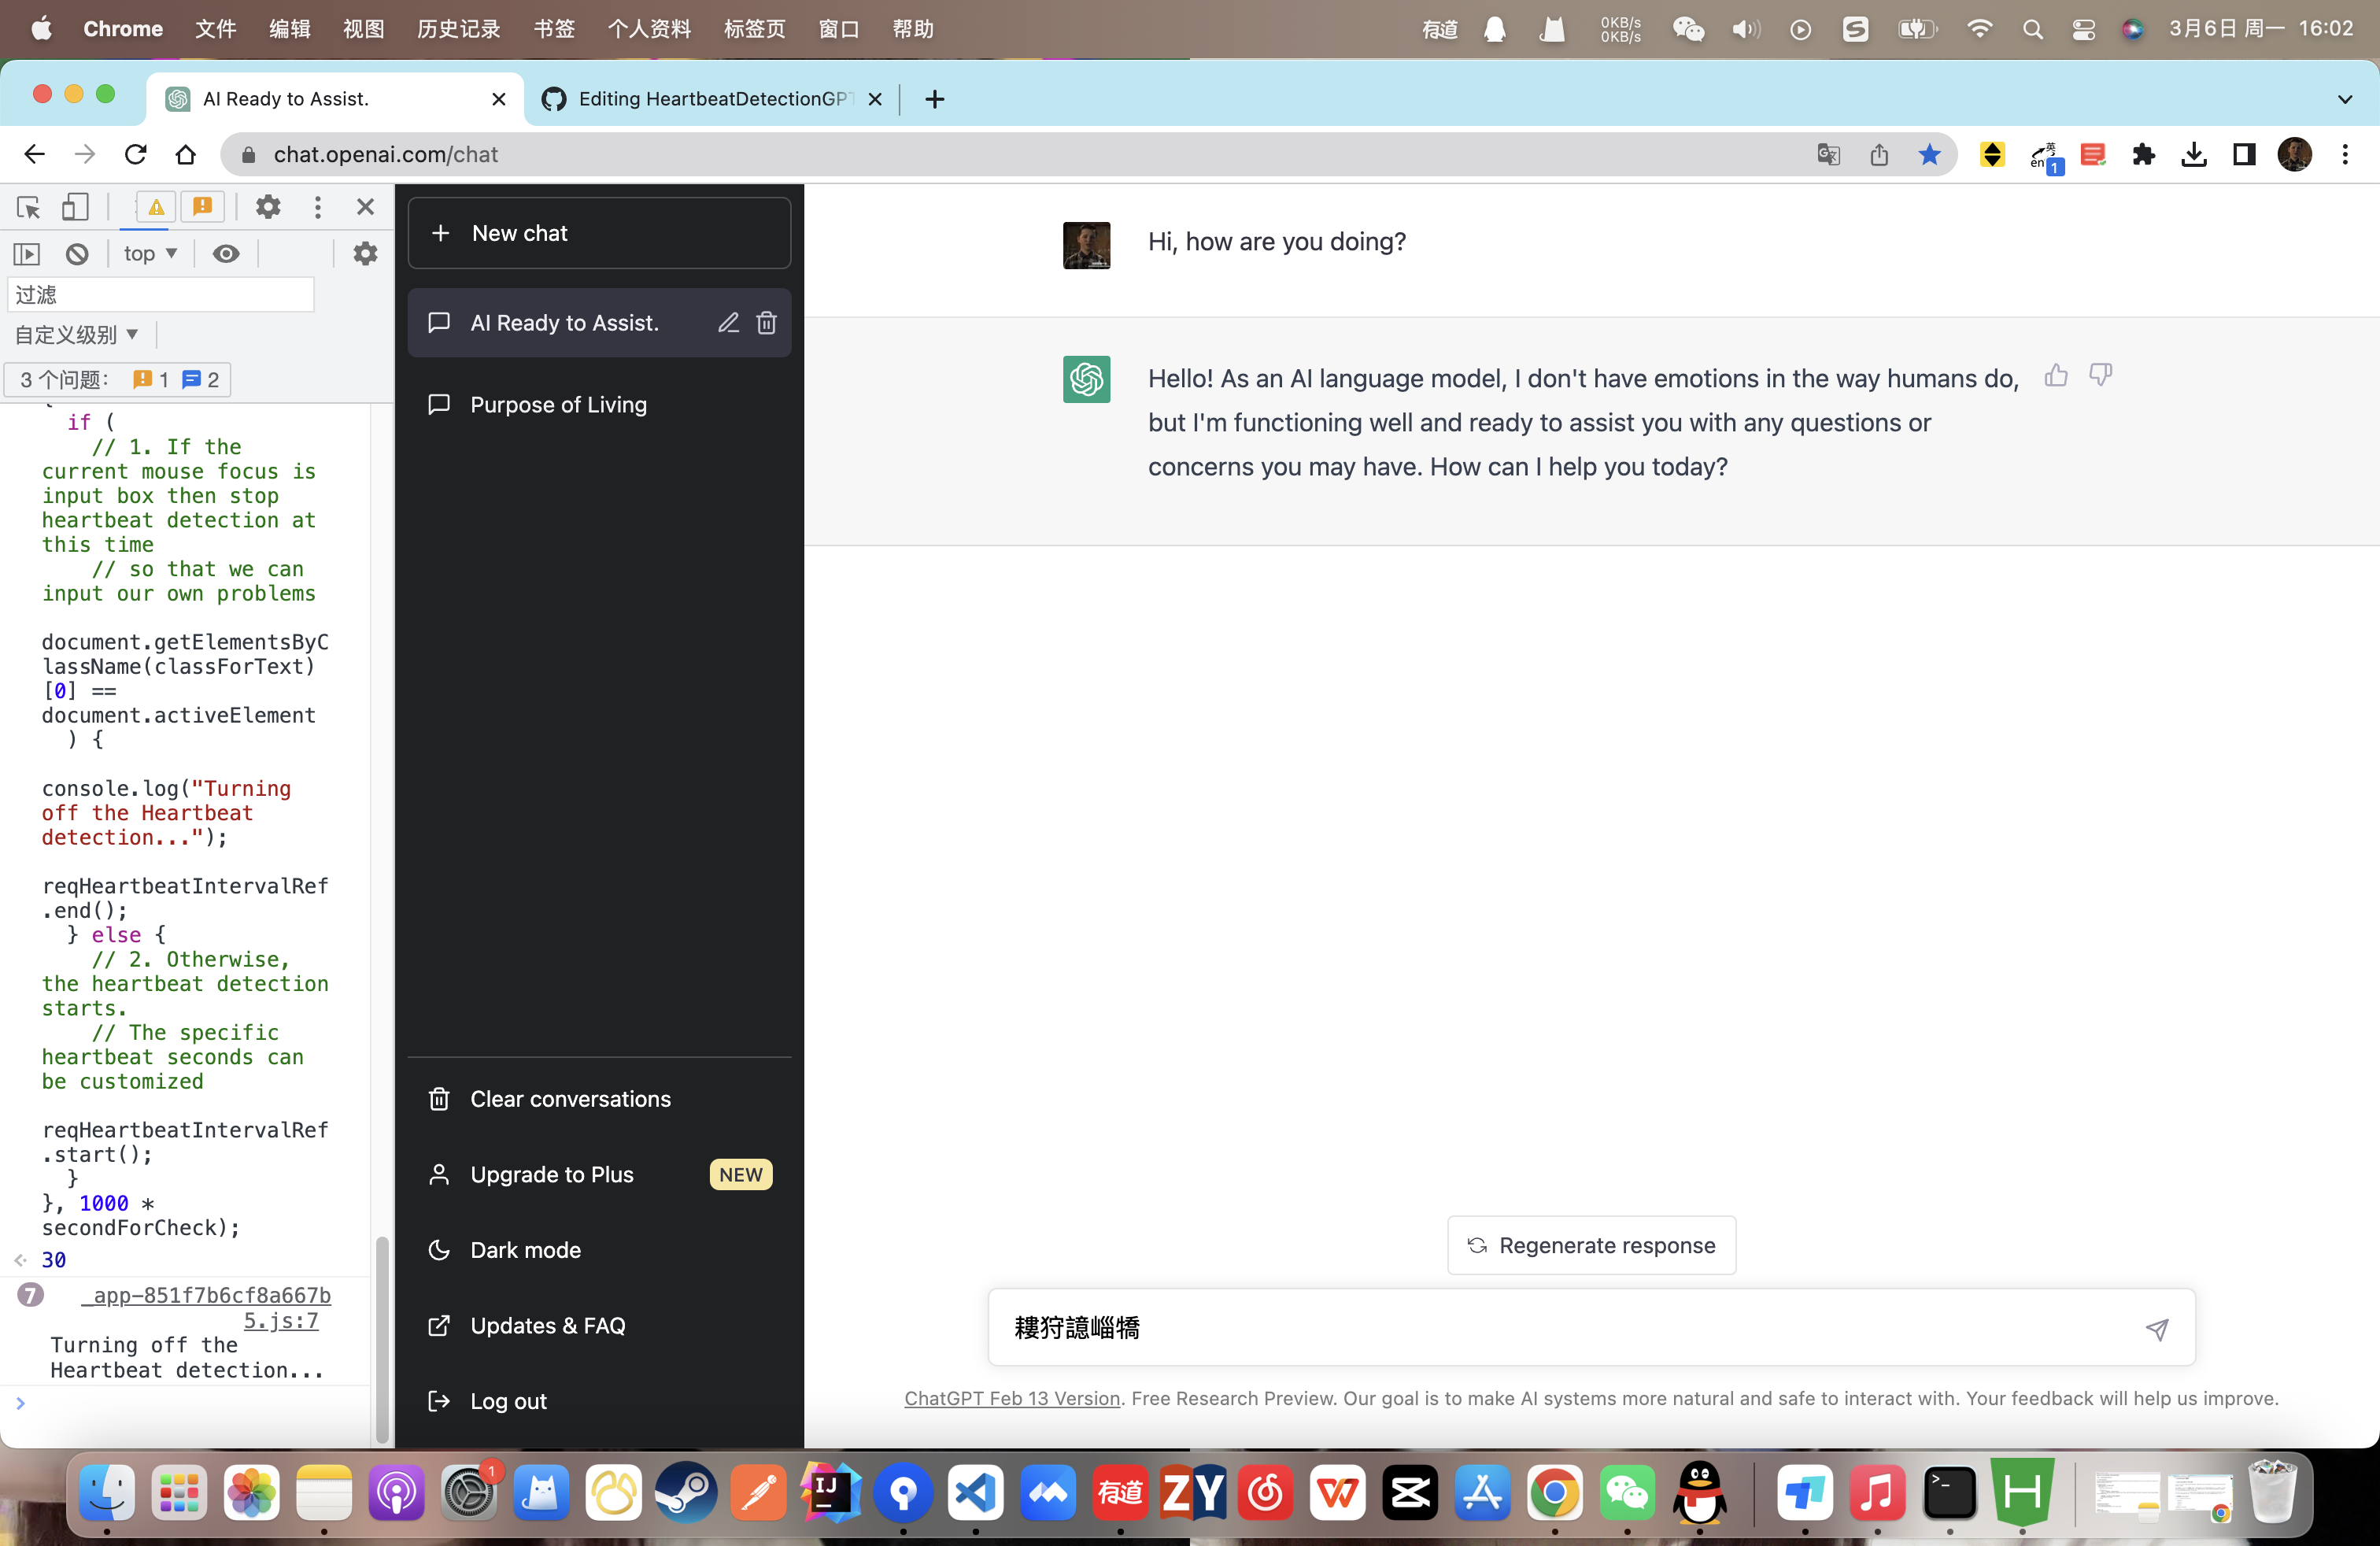 Chrome 文件 编辑 视图 历史记录 书签 个人资料 标签页 窗口 帮助 有道 0KB/s 0KB/s 3月6日 周一 16:02
AI Ready to Assist.
Editing HeartbeatDetectionGPT
chat.openai.com/chat
英
en
1
top
过滤
自定义级别
3 个问题: 1 2
{
if (
// 1. If the
current mouse focus is
input box then stop
heartbeat detection at
this time
// so that we can
input our own problems
document.getElementsByC
lassName(classForText)
[0] ==
document.activeElement
) {
console.log("Turning
off the Heartbeat
detection...");
reqHeartbeatIntervalRef
.end();
} else {
// 2. Otherwise,
the heartbeat detection
starts.
// The specific
heartbeat seconds can
be customized
reqHeartbeatIntervalRef
.start();
}
}, 1000 *
secondForCheck);
30
7 _app-851f7b6cf8a667b
5.js:7
Turning off the
Heartbeat detection...
New chat
AI Ready to Assist.
Purpose of Living
Clear conversations
Upgrade to Plus NEW
Dark mode
Updates & FAQ
Log out
Hi, how are you doing?
Hello! As an AI language model, I don't have emotions in the way humans do,
but I'm functioning well and ready to assist you with any questions or
concerns you may have. How can I help you today?
Regenerate response
ChatGPT Feb 13 Version. Free Research Preview. Our goal is to make AI systems more natural and safe to interact with. Your feedback will help us improve.
1
IJ
有道
ZY